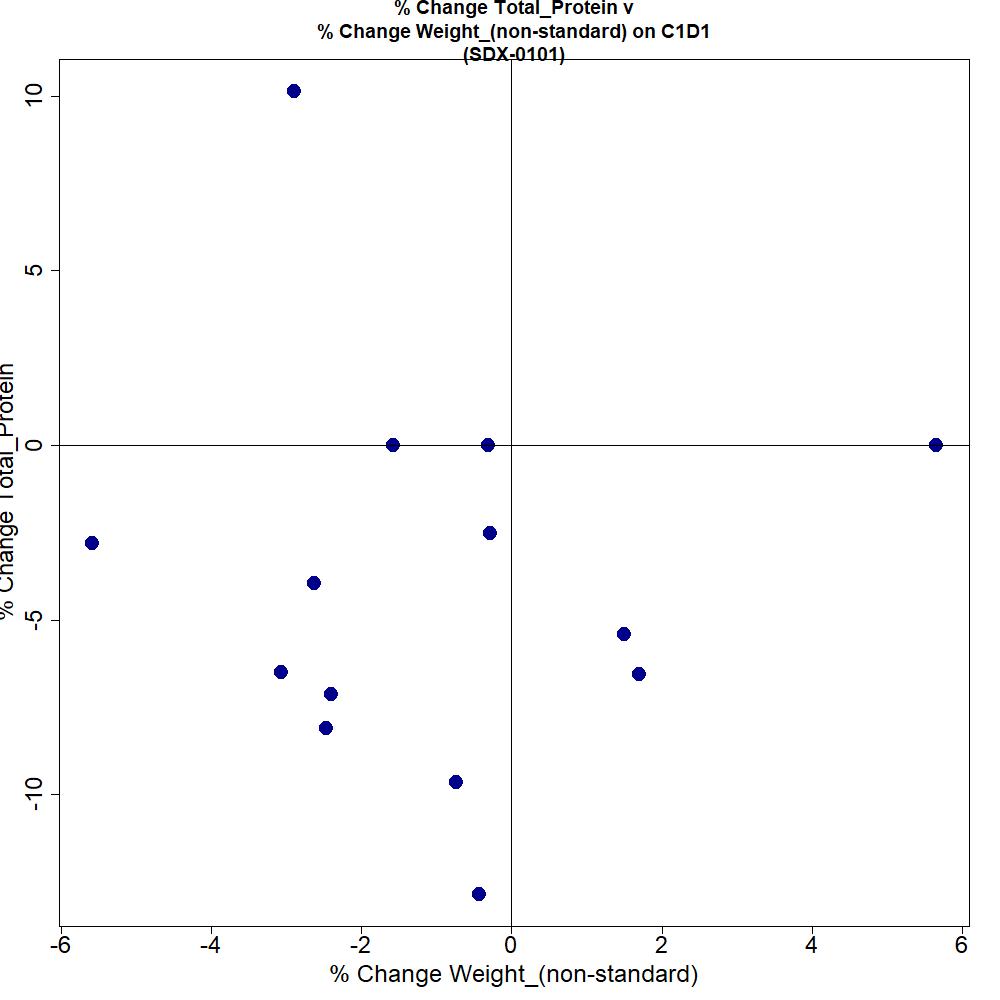 % Change Total_Protein v
% Change Weight_(non-standard) on C1D1
(SDX-0101)
% Change Total_Protein
10
5
0
-5
-10
-6
-4
-2
0
2
4
6
% Change Weight_(non-standard)